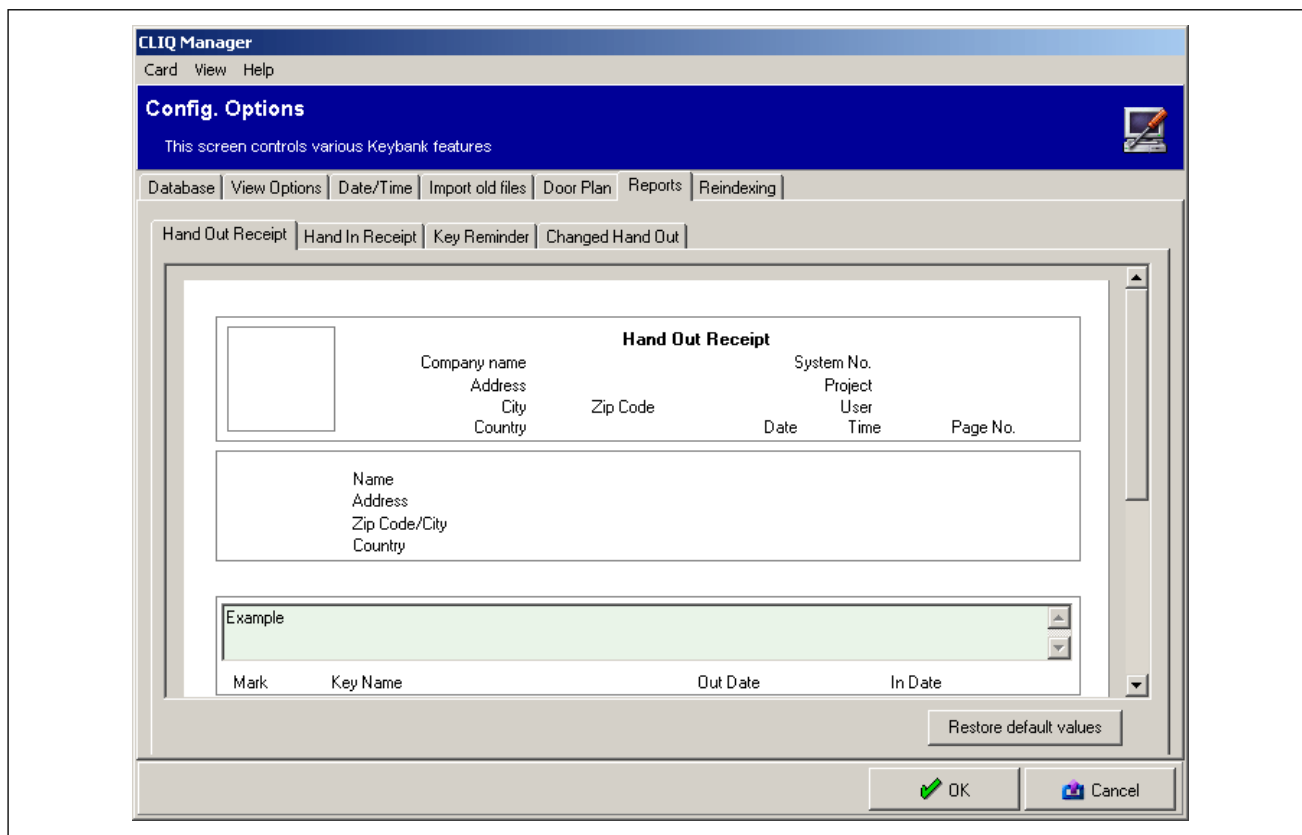 CLIQ Manager
Card View Help
Config. Options
This screen controls various Keybank features
Database View Options Date/Time Import old files Door Plan Reports Reindexing
Hand Out Receipt Hand In Receipt Key Reminder Changed Hand Out
Hand Out Receipt
Company name System No.
Address Project
City Zip Code User
Country Date Time Page No.
Name
Address
Zip Code/City
Country
Example
Mark Key Name Out Date In Date
Restore default values
OK Cancel